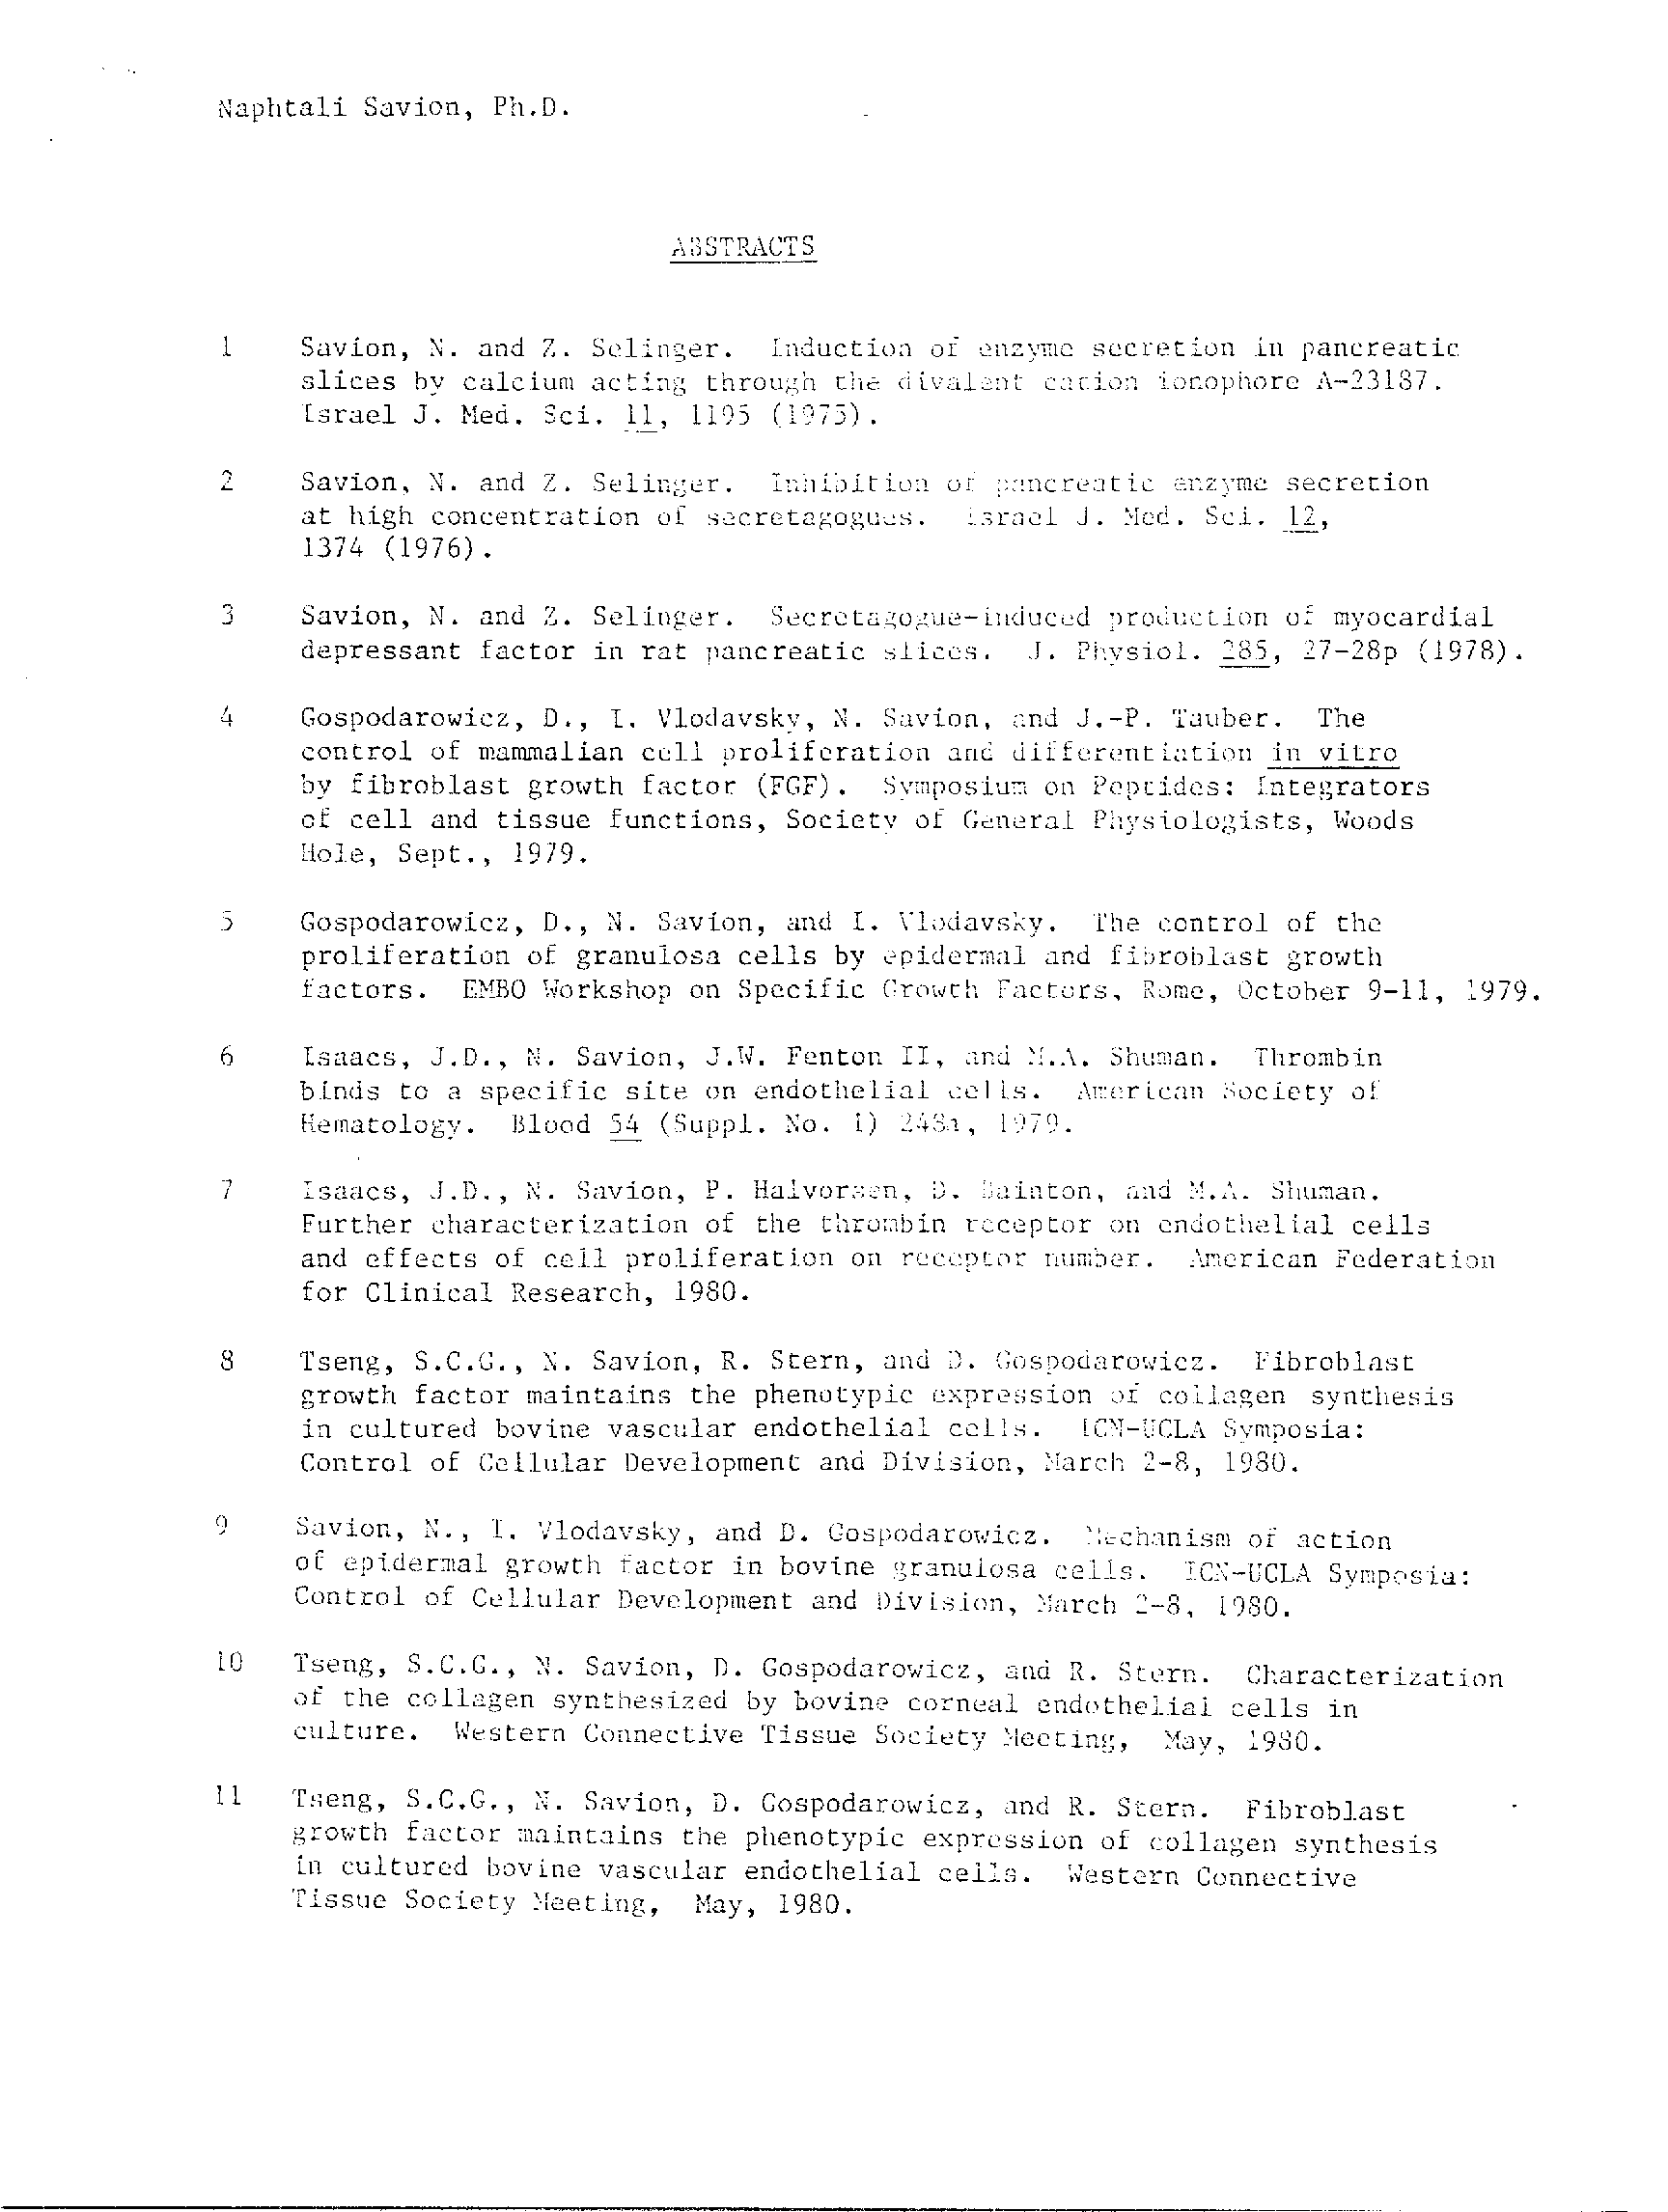 Naphtali Savion, Ph.D.
ABSTRACTS
1 Savion, N. and Z. Selinger. Induction of enzyme secretion in pancreatic
slices by calcium acting through the divalent cation ionophore A-23187.
Israel J. Med. Sci. 11, 1195 (1975).
2 Savion, N. and Z. Selinger. Inhibition of pancreatic enzyme secretion
at high concentration of secretagogues. Israel J. Med. Sci. 12,
1374 (1976).
3 Savion, N. and Z. Selinger. Secretagogue-induced production of myocardial
depressant factor in rat pancreatic slices. J. Physiol. 285, 27-28p (1978).
4 Gospodarowicz, D., I. Vlodavsky, N. Savion, and J.-P. Tauber. The
control of mammalian cell proliferation and differentiation in vitro
by fibroblast growth factor (FGF). Symposium on Peptides: Integrators
of cell and tissue functions, Society of General Physiologists, Woods
Hole, Sept., 1979.
5 Gospodarowicz, D., N. Savion, and I. Vlodavsky. The control of the
proliferation of granulosa cells by epidermal and fibroblast growth
factors. EMBO Workshop on Specific Growth Factors, Rome, October 9-11, 1979.
6 Isaacs, J.D., N. Savion, J.W. Fenton II, and M.A. Shuman. Thrombin
binds to a specific site on endothelial cells. American Society of
Hematology. Blood 54 (Suppl. No. 1) 248a, 1979.
7 Isaacs, J.D., N. Savion, P. Halvorsen, D. Bainton, and M.A. Shuman.
Further characterization of the thrombin receptor on endothelial cells
and effects of cell proliferation on receptor number. American Federation
for Clinical Research, 1980.
8 Tseng, S.C.G., N. Savion, R. Stern, and D. Gospodarowicz. Fibroblast
growth factor maintains the phenotypic expression of collagen synthesis
in cultured bovine vascular endothelial cells. ICN-UCLA Symposia:
Control of Cellular Development and Division, March 2-8, 1980.
9 Savion, N., I. Vlodavsky, and D. Gospodarowicz. Mechanism of action
of epidermal growth factor in bovine granulosa cells. ICN-UCLA Symposia:
Control of Cellular Development and Division, March 2-8, 1980.
10 Tseng, S.C.G., N. Savion, D. Gospodarowicz, and R. Stern. Characterization
of the collagen synthesized by bovine corneal endothelial cells in
culture. Western Connective Tissue Society Meeting, May, 1980.
11 Tseng, S.C.G., N. Savion, D. Gospodarowicz, and R. Stern. Fibroblast
growth factor maintains the phenotypic expression of collagen synthesis
in cultured bovine vascular endothelial cells. Western Connective
Tissue Society Meeting, May, 1980.